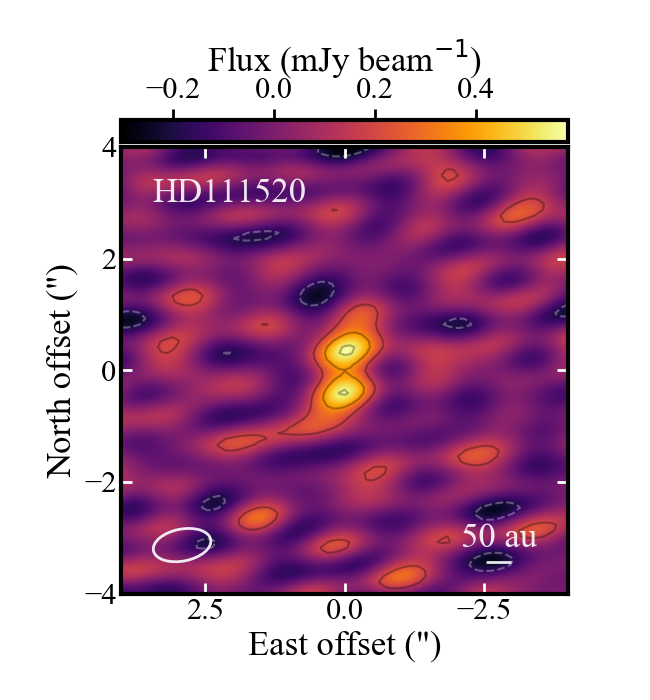 Flux (mJy beam⁻¹)
−0.2 0.0 0.2 0.4
HD111520
4
2
0
−2
−4
North offset (")
50 au
2.5 0.0 −2.5
East offset (")